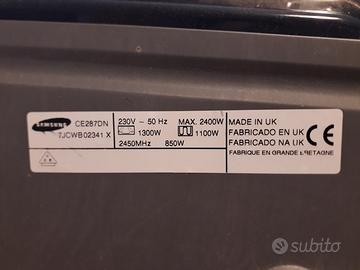 SAMSUNG CE287DN
7JCWB02341 X
230V ~ 50 Hz MAX. 2400W
1300W 1100W
2450MHz 850W
MADE IN UK
FABRICADO EN UK
FABRICADO NA UK
FABRIQUE EN GRANDE BRETAGNE
CE
subito